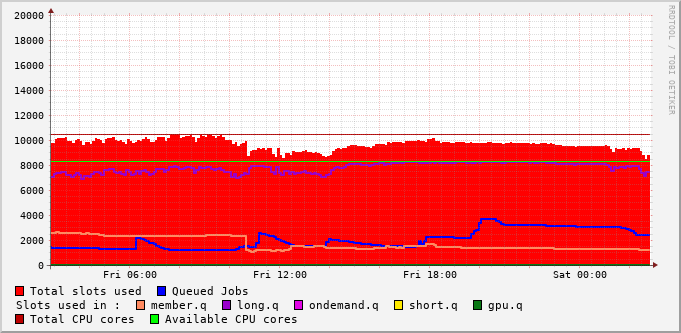 20000
18000
16000
14000
12000
10000
8000
6000
4000
2000
0
Fri 06:00 Fri 12:00 Fri 18:00 Sat 00:00
RRDTOOL / TOBI OETIKER
Total slots used Queued Jobs
Slots used in : member.q long.q ondemand.q short.q gpu.q
Total CPU cores Available CPU cores